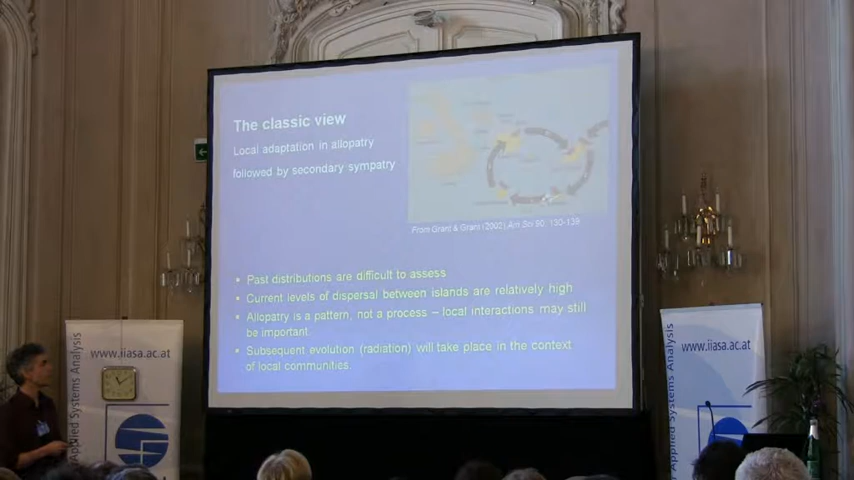 The classic view
Local adaptation in allopatry
followed by secondary sympatry
From Grant & Grant (2002) Am Sci 90: 130-139
• Past distributions are difficult to assess
• Current levels of dispersal between islands are relatively high
• Allopatry is a pattern, not a process – local interactions may still
be important.
• Subsequent evolution (radiation) will take place in the context
of local communities.
www.iiasa.ac.at
Applied Systems Analysis
www.iiasa.ac.at
Applied Systems Analysis